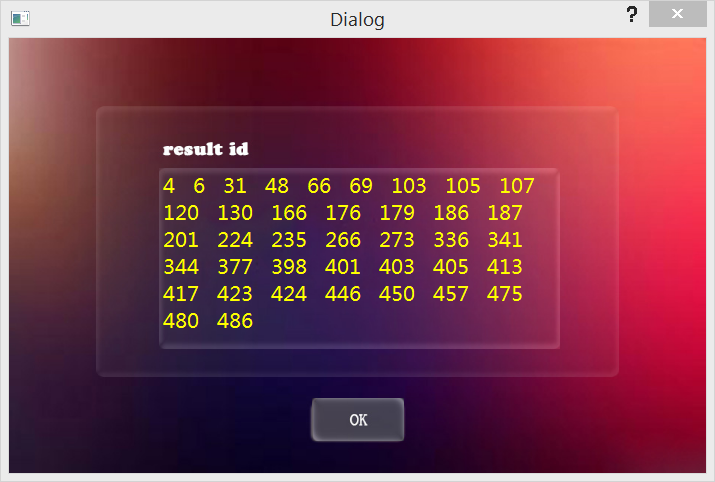 Dialog
result id
4 6 31 48 66 69 103 105 107
120 130 166 176 179 186 187
201 224 235 266 273 336 341
344 377 398 401 403 405 413
417 423 424 446 450 457 475
480 486
OK